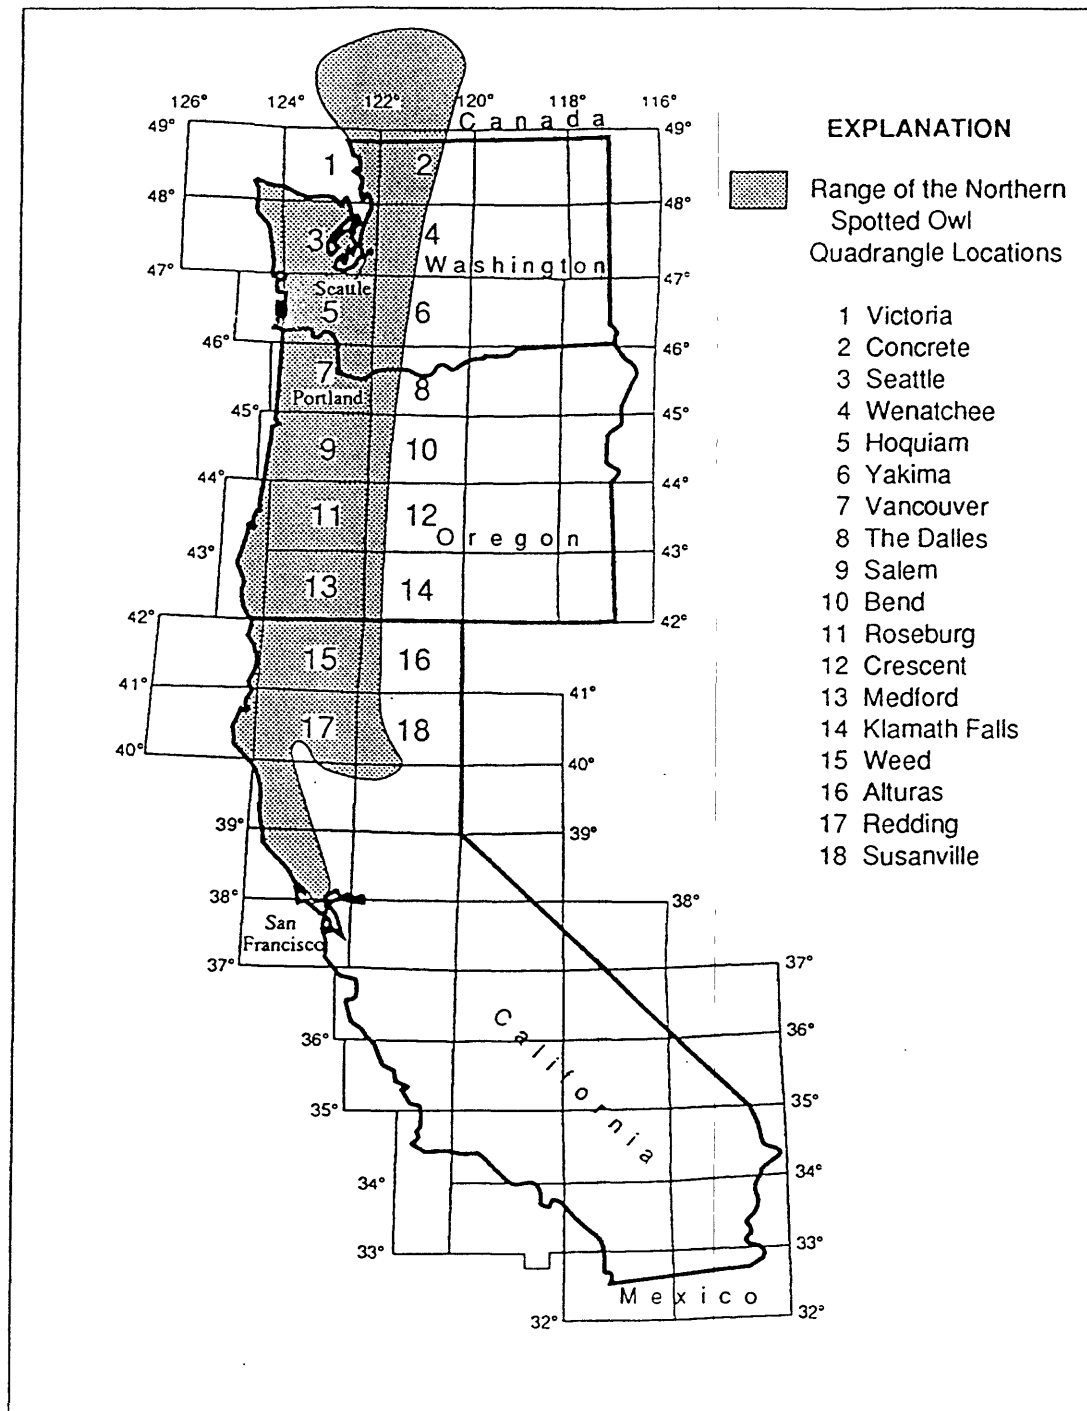 126° 124° 122° 120° 118° 116°
Canada
49° 49°
48° 48°
47° 47°
46° 46°
45° 45°
44° 44°
43° 43°
42° 42°
41° 41°
40° 40°
39° 39°
38° 38°
37° 37°
36° 36°
35° 35°
34° 34°
33° 33°
32° 32°
1 2
3 4
Washington
Seattle
5 6
7 8
Portland
9 10
11 12
Oregon
13 14
15 16
17 18
San
Francisco
California
Mexico
EXPLANATION
Range of the Northern
Spotted Owl
Quadrangle Locations
1 Victoria
2 Concrete
3 Seattle
4 Wenatchee
5 Hoquiam
6 Yakima
7 Vancouver
8 The Dalles
9 Salem
10 Bend
11 Roseburg
12 Crescent
13 Medford
14 Klamath Falls
15 Weed
16 Alturas
17 Redding
18 Susanville